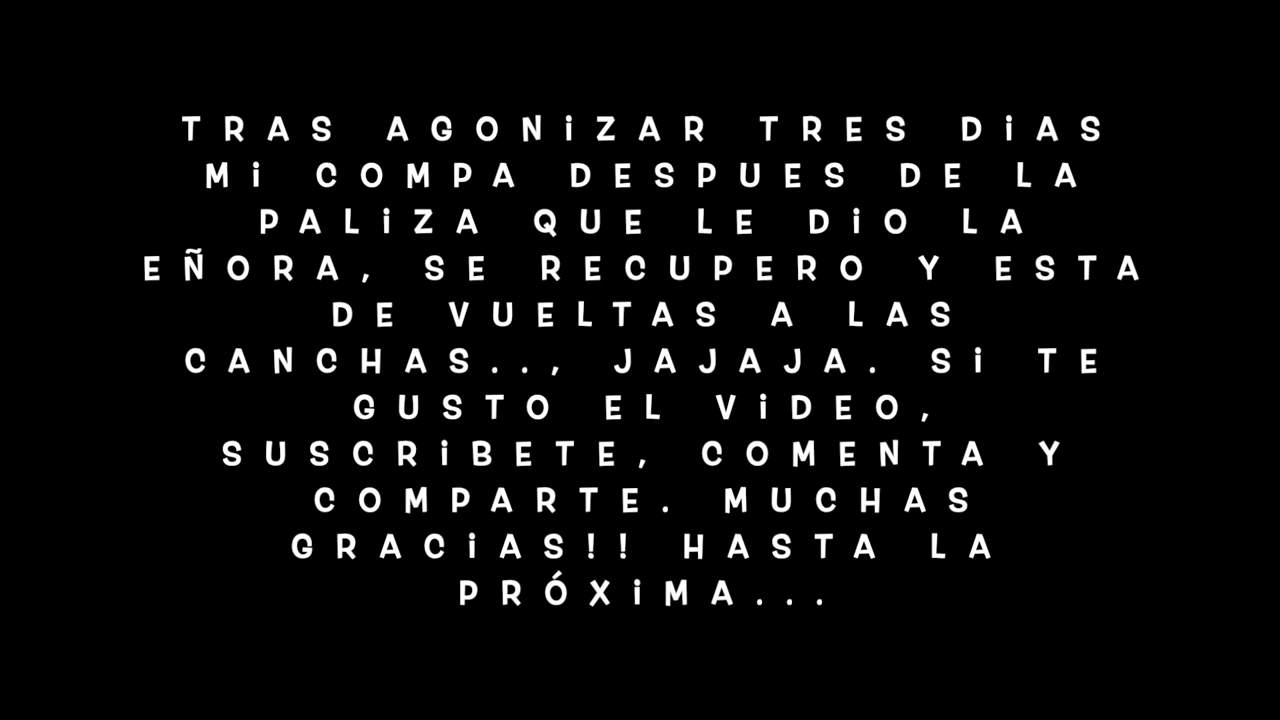 TRAS AGONiZAR TRES DiAS
Mi COMPA DESPUES DE LA
PALiZA QUE LE DiO LA
EÑORA, SE RECUPERO Y ESTA
DE VUELTAS A LAS
CANCHAS.., JAJAJA. Si TE
GUSTO EL ViDEO,
SUSCRiBETE, COMENTA Y
COMPARTE. MUCHAS
GRACiAS!! HASTA LA
PRÓXiMA...